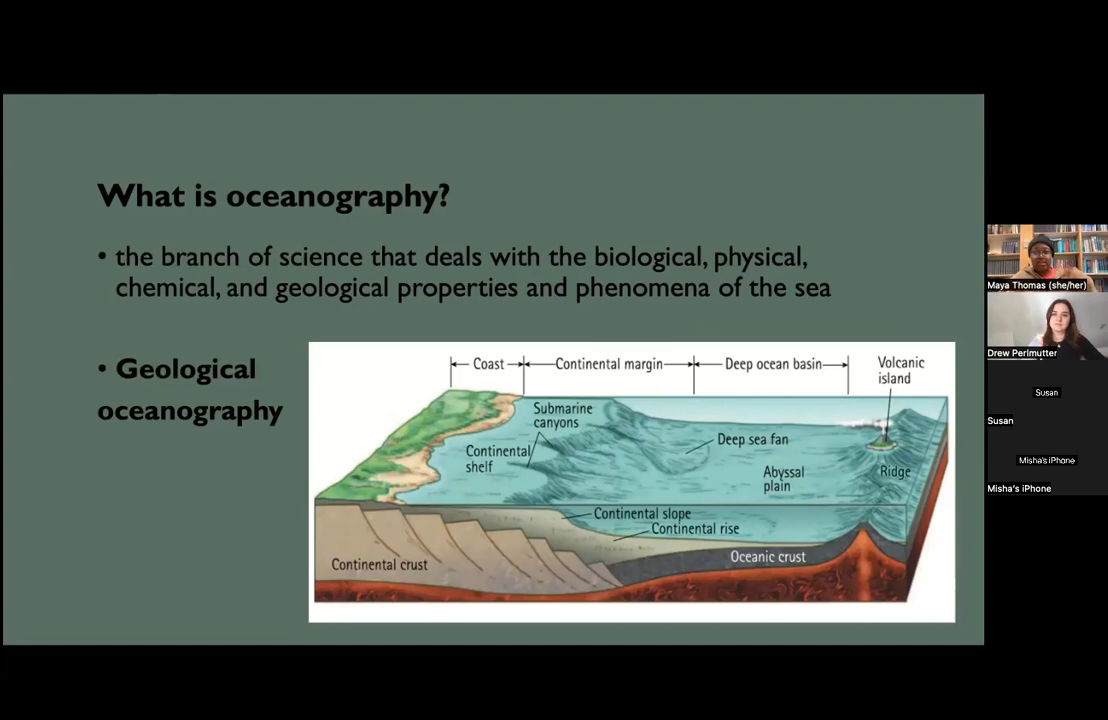 What is oceanography?
• the branch of science that deals with the biological, physical,
chemical, and geological properties and phenomena of the sea
• Geological
oceanography
Coast
Continental margin
Deep ocean basin
Volcanic
island
Submarine
canyons
Deep sea fan
Continental
shelf
Abyssal
plain
Ridge
Continental slope
Continental rise
Oceanic crust
Continental crust
Maya Thomas (she/her)
Drew Perlmutter
Susan
Susan
Misha's iPhone
Misha's iPhone